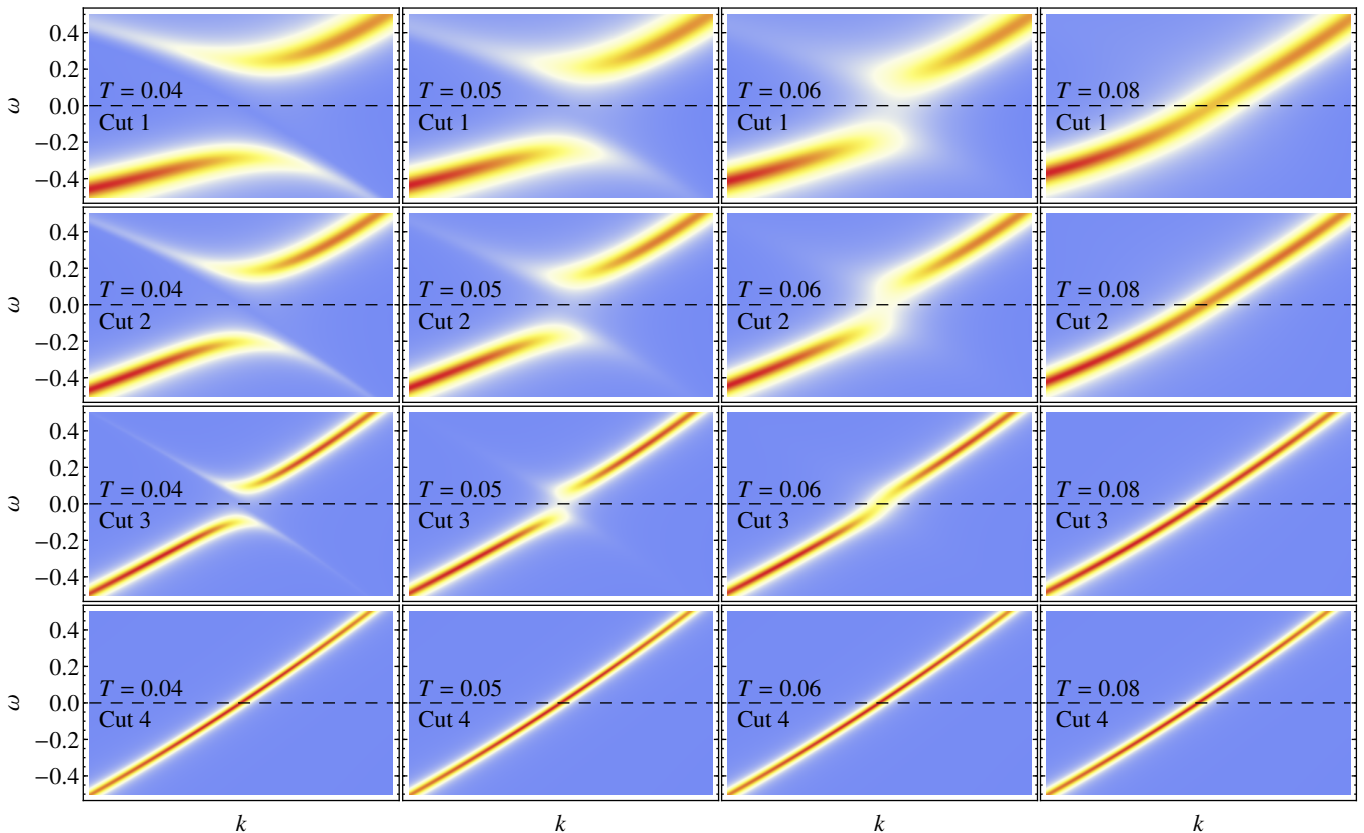 0.4
0.2
0.0
−0.2
−0.4
ω
T = 0.04
Cut 1
T = 0.05
Cut 1
T = 0.06
Cut 1
T = 0.08
Cut 1
0.4
0.2
0.0
−0.2
−0.4
ω
T = 0.04
Cut 2
T = 0.05
Cut 2
T = 0.06
Cut 2
T = 0.08
Cut 2
0.4
0.2
0.0
−0.2
−0.4
ω
T = 0.04
Cut 3
T = 0.05
Cut 3
T = 0.06
Cut 3
T = 0.08
Cut 3
0.4
0.2
0.0
−0.2
−0.4
ω
T = 0.04
Cut 4
T = 0.05
Cut 4
T = 0.06
Cut 4
T = 0.08
Cut 4
k
k
k
k